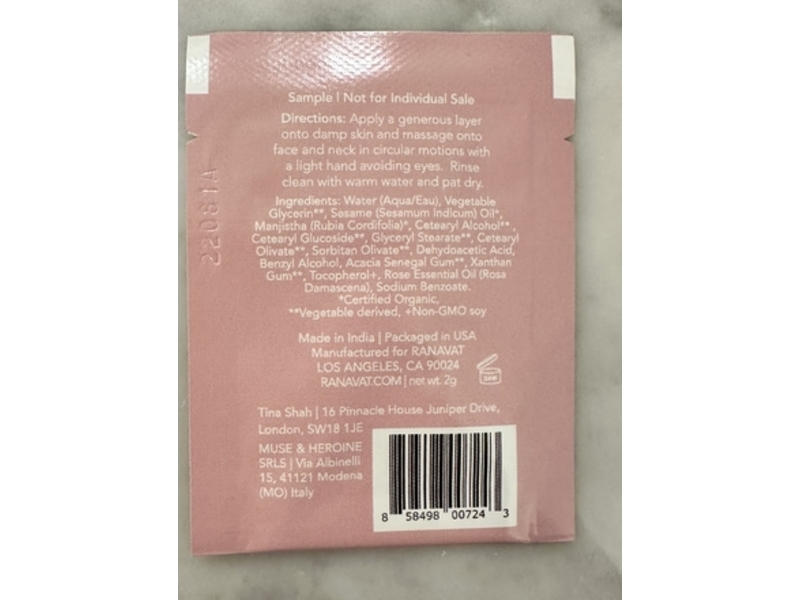 Sample | Not for Individual Sale
Directions: Apply a generous layer
onto damp skin and massage onto
face and neck in circular motions with
a light hand avoiding eyes. Rinse
clean with warm water and pat dry.
Ingredients: Water (Aqua/Eau), Vegetable
Glycerin**, Sesame (Sesamum Indicum) Oil*,
Manjistha (Rubia Cordifolia)*, Cetearyl Alcohol**,
Cetearyl Glucoside**, Glyceryl Stearate**, Cetearyl
Olivate**, Sorbitan Olivate**, Dehydoacetic Acid,
Benzyl Alcohol, Acacia Senegal Gum**, Xanthan
Gum**, Tocopherol+, Rose Essential Oil (Rosa
Damascena), Sodium Benzoate.
*Certified Organic,
**Vegetable derived, +Non-GMO soy
Made in India | Packaged in USA
Manufactured for RANAVAT
LOS ANGELES, CA 90024
RANAVAT.COM | net wt. 2g
Tina Shah | 16 Pinnacle House Juniper Drive,
London, SW18 1JE
MUSE & HEROINE
SRLS | Via Albinelli
15, 41121 Modena
(MO) Italy
8 58498 00724 3
22081A